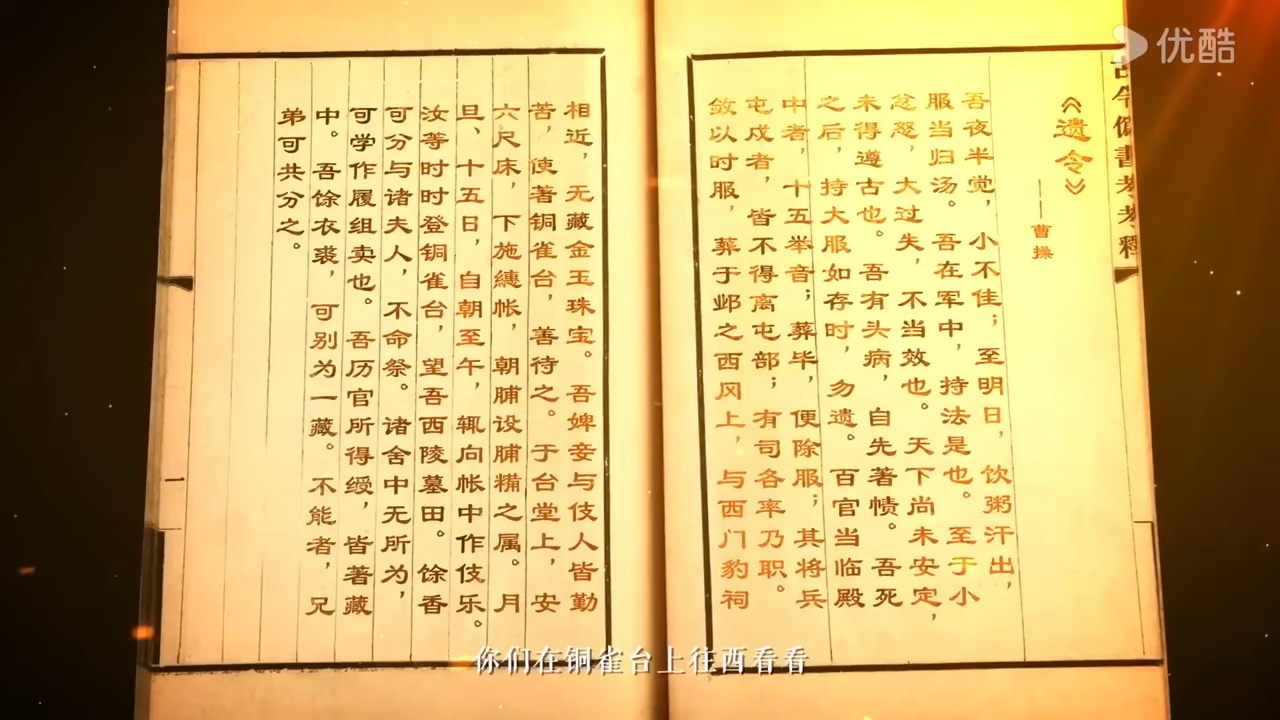 优酷
《遗令》
——曹操
吾夜半觉，小不佳；至明日，饮粥汗出，
服当归汤。吾在军中，持法是也。至于小
忿怒，大过失，不当效也。天下尚未安定，
未得遵古也。吾有头病，自先著帻。吾死
之后，持大服如存时，勿遗。百官当临殿
中者，十五举音；葬毕，便除服；其将兵
屯戍者，皆不得离屯部；有司各率乃职。
敛以时服，葬于邺之西冈上，与西门豹祠
相近，无藏金玉珠宝。吾婢妾与伎人皆勤
苦，使著铜雀台，善待之。于台堂上，安
六尺床，下施繐帐，朝脯设脯糒之属。月
旦、十五日，自朝至午，辄向帐中作伎乐。
汝等时时登铜雀台，望吾西陵墓田。馀香
可分与诸夫人，不命祭。诸舍中无所为，
可学作履组卖也。吾历官所得绶，皆著藏
中。吾馀衣裘，可别为一藏。不能者，兄
弟可共分之。
一
你们在铜雀台上往西看看